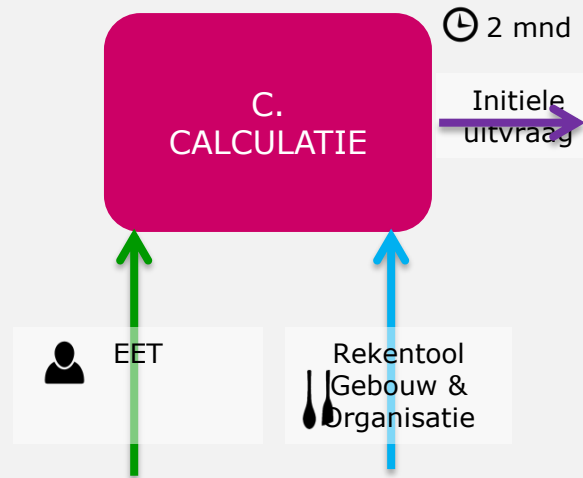 2 mnd
C.
CALCULATIE
Initiele
uitvraag
EET
Rekentool
Gebouw &
Organisatie